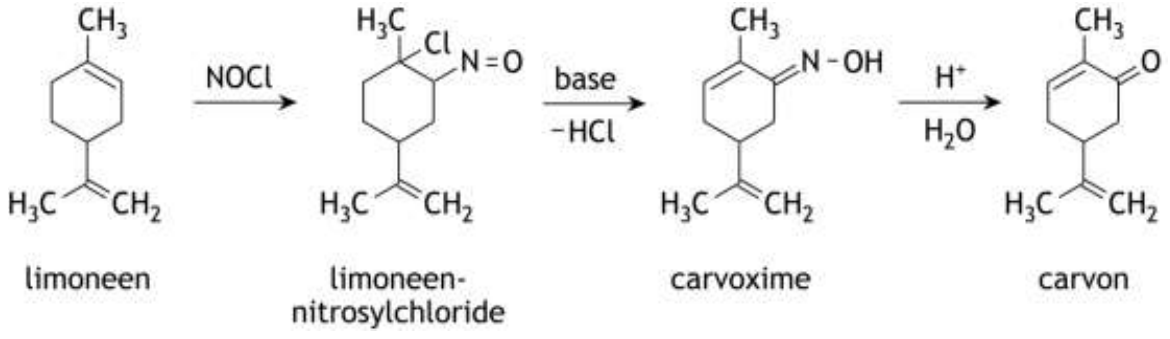 CH₃
NOCl
H₃C
CH₂
limoneen
H₃C
Cl
N=O
base
−HCl
H₃C
CH₂
limoneen-
nitrosylchloride
CH₃
N-OH
H⁺
H₂O
H₃C
CH₂
carvoxime
CH₃
O
H₃C
CH₂
carvon